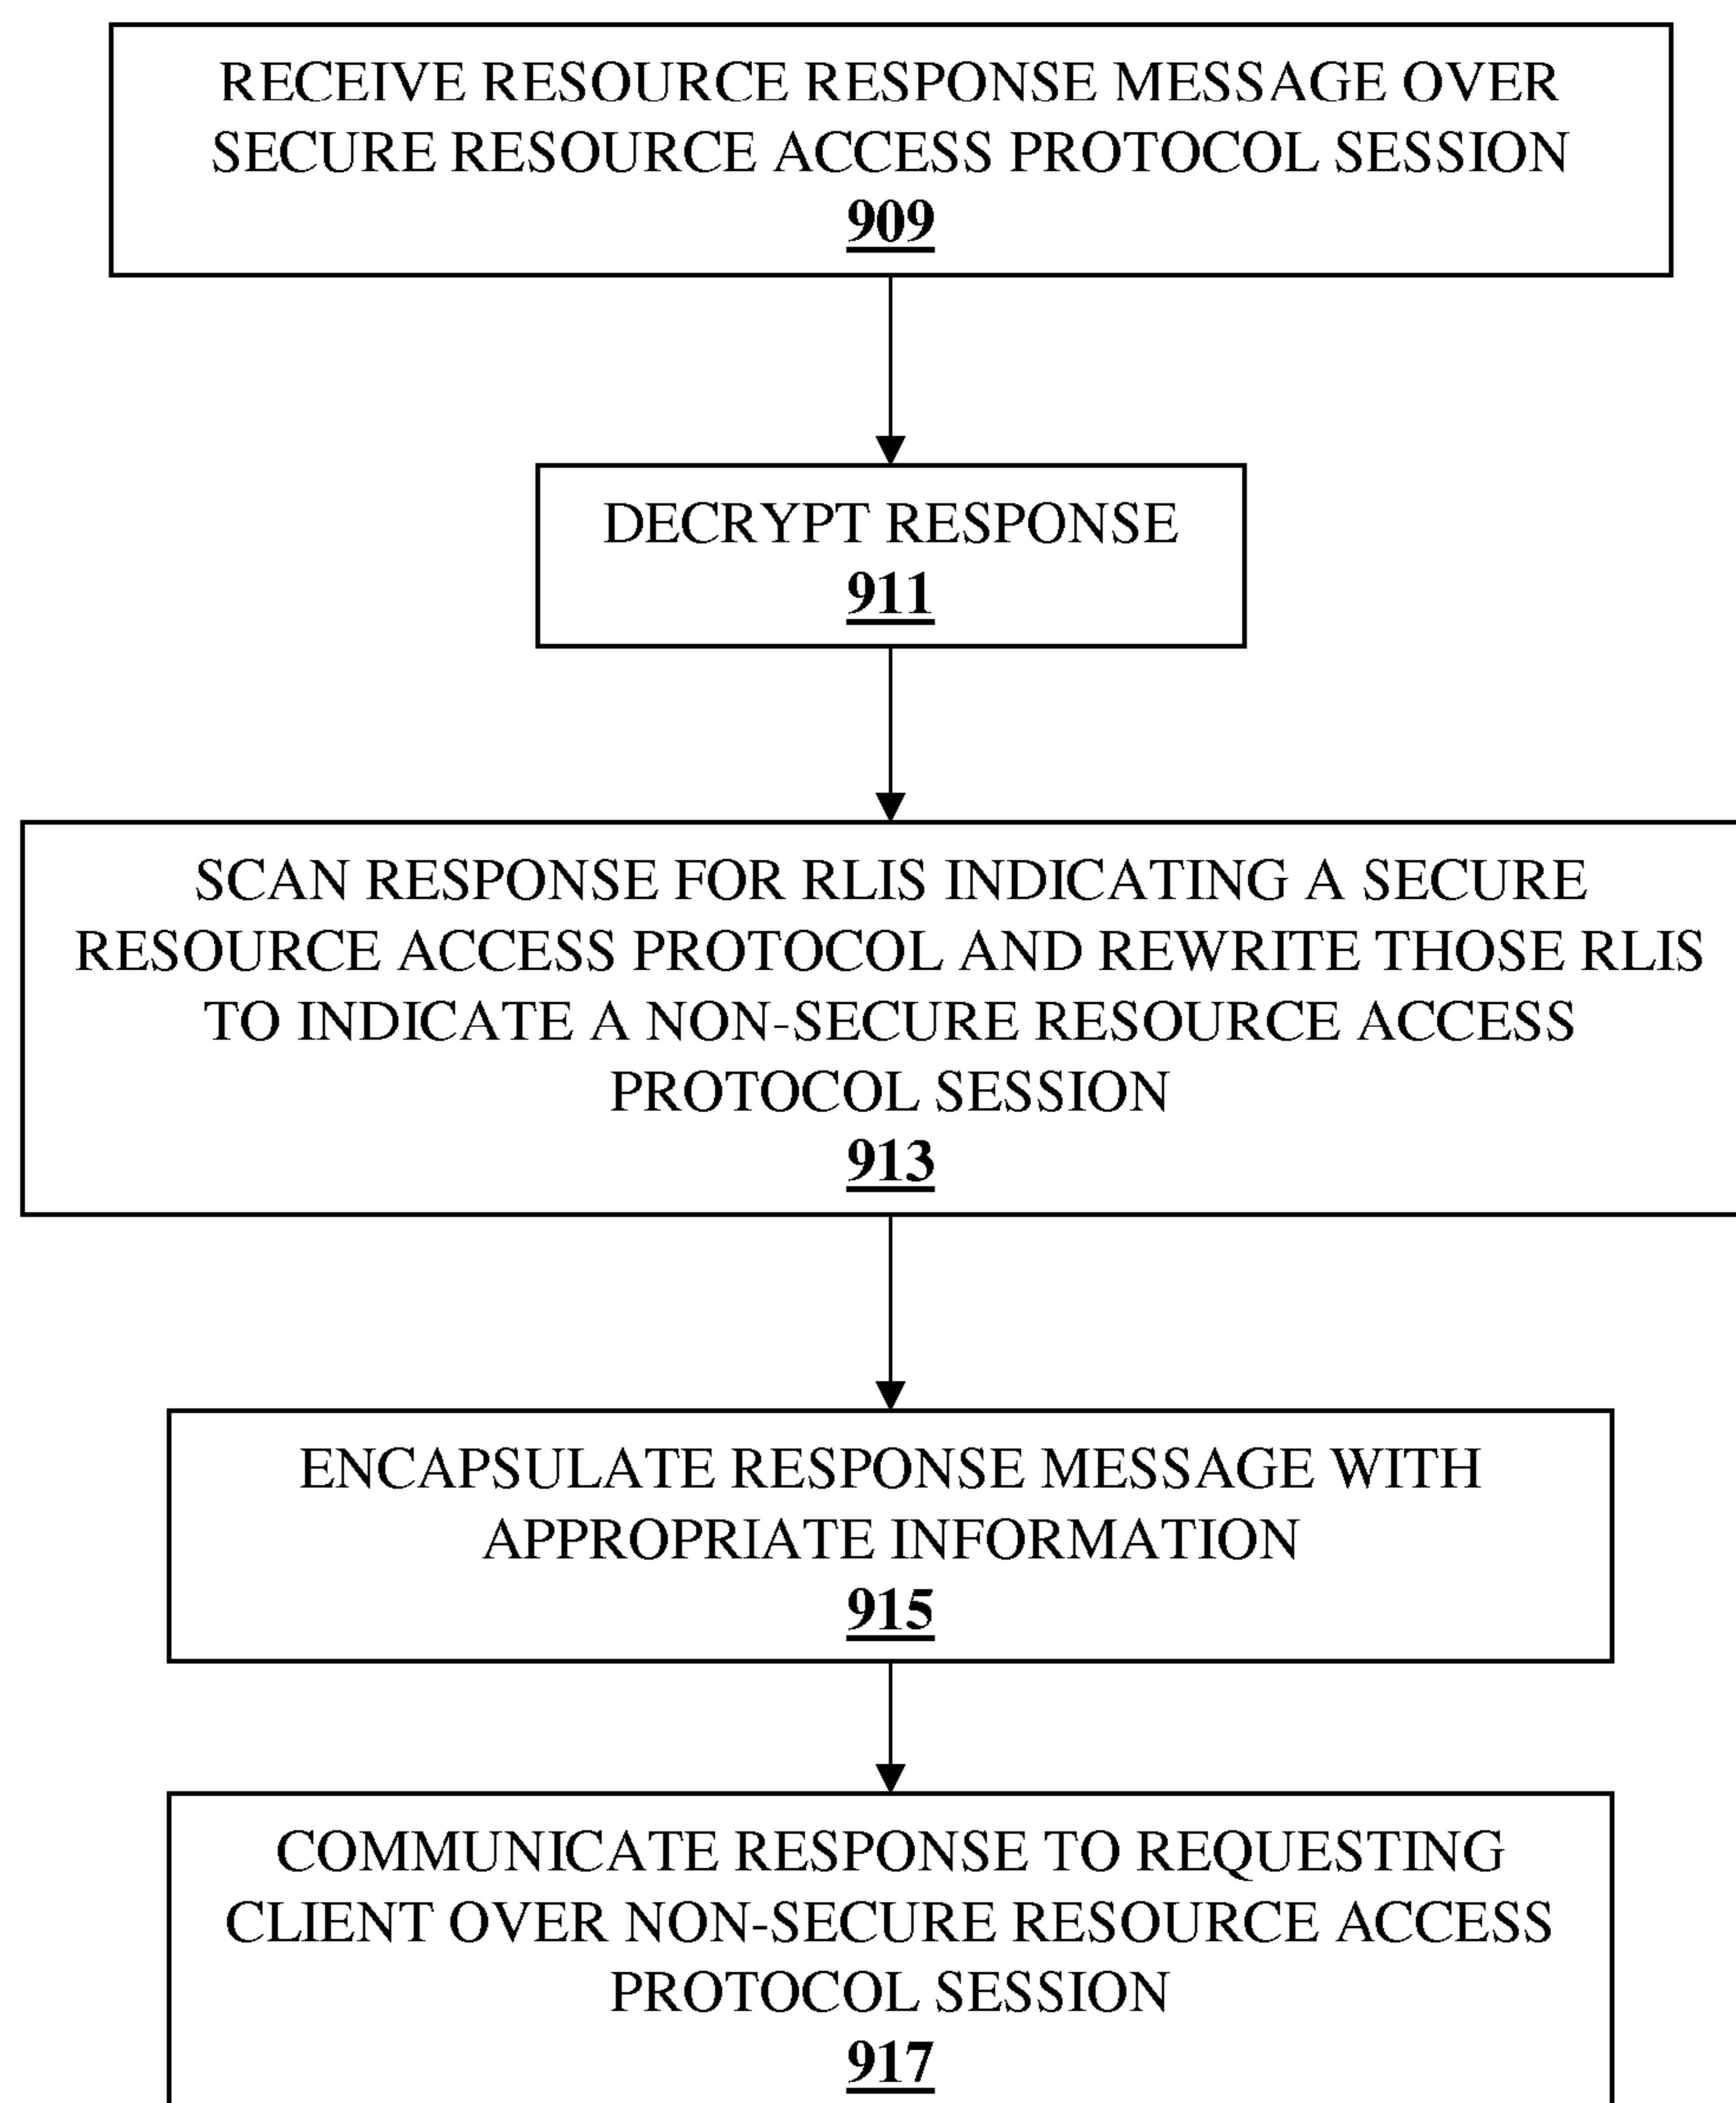 RECEIVE RESOURCE RESPONSE MESSAGE OVER
SECURE RESOURCE ACCESS PROTOCOL SESSION
909
DECRYPT RESPONSE
911
SCAN RESPONSE FOR RLIS INDICATING A SECURE
RESOURCE ACCESS PROTOCOL AND REWRITE THOSE RLIS
TO INDICATE A NON-SECURE RESOURCE ACCESS
PROTOCOL SESSION
913
ENCAPSULATE RESPONSE MESSAGE WITH
APPROPRIATE INFORMATION
915
COMMUNICATE RESPONSE TO REQUESTING
CLIENT OVER NON-SECURE RESOURCE ACCESS
PROTOCOL SESSION
917